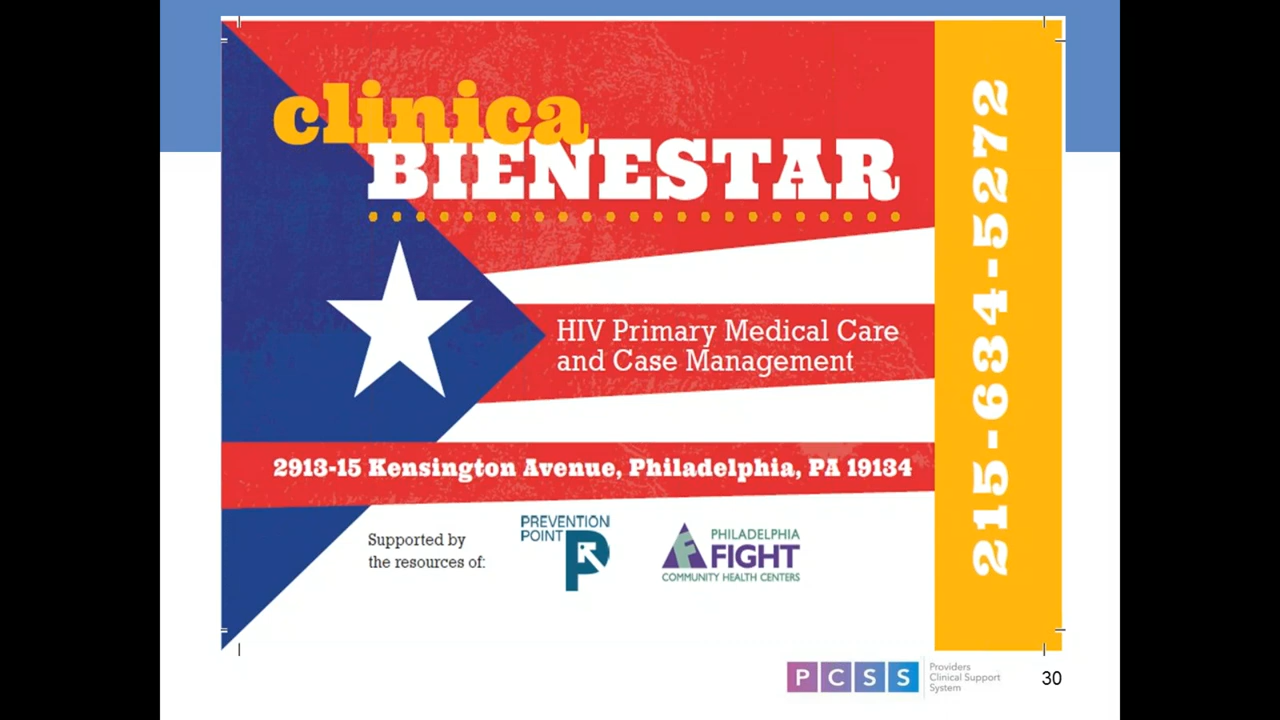 clinica
BIENESTAR
HIV Primary Medical Care
and Case Management
2913-15 Kensington Avenue, Philadelphia, PA 19134
215-634-5272
Supported by
the resources of:
PREVENTION
POINT
P
PHILADELPHIA
FIGHT
COMMUNITY HEALTH CENTERS
PCSS
Providers
Clinical Support
System
30